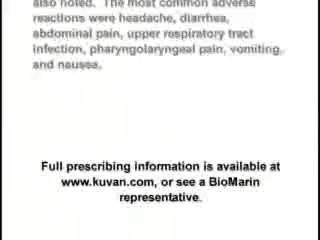 also noted. The most common adverse
reactions were headache, diarrhea,
abdominal pain, upper respiratory tract
infection, pharyngolaryngeal pain, vomiting,
and nausea.
Full prescribing information is available at
www.kuvan.com, or see a BioMarin
representative.